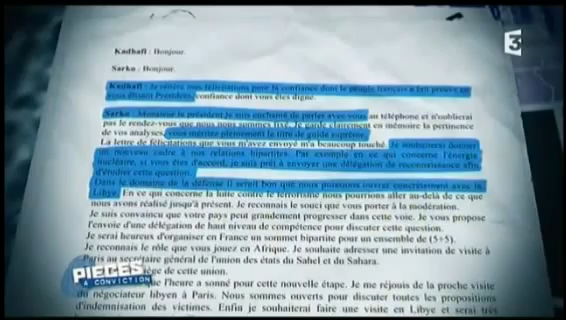 3
Kadhafi : Bonjour.
Sarko : Bonjour.
Kadhafi : Je réitère mes félicitations pour la confiance dont le peuple français a fait preuve en
vous élisant Président, confiance dont vous êtes digne.
Sarko : Monsieur le président je suis enchanté de parler avec vous au téléphone et n'oublierai
pas le rendez-vous que nous nous sommes fixé. Je garde clairement en mémoire la pertinence
de vos analyses, vous méritez pleinement le titre de guide suprême.
La lettre de félicitations que vous m'avez envoyé m'a beaucoup touché. Je souhaiterai donner
un nouveau cadre à nos relations bipartites. Par exemple en ce qui concerne l'énergie
nucléaire, si vous êtes d'accord, je suis prêt à envoyer une délégation de reconnaissance afin
d'étudier cette question.
Dans le domaine de la défense il serait bon que nous puissions ouvrer concrètement avec la
Libye. En ce qui concerne la lutte contre le terrorisme nous pourrions aller au-delà de ce que
nous avons réalisé jusqu'à présent. Je reconnais le souci que vous porter à la modération.
Je suis convaincu que votre pays peut grandement progresser dans cette voie. Je vous propose
l'envoie d'une délégation de haut niveau de compétence pour discuter cette question.
Je serai heureux d'organiser en France un sommet bipartite pour un ensemble de (5+5).
Je reconnais le rôle que vous jouez en Afrique. Je souhaite adresser une invitation de visite à
Paris au secrétaire général de l'union des états du Sahel et du Sahara.
iège de cette union.
que l'heure a sonné pour cette nouvelle étape. Je me réjouis de la proche visite
du négociateur libyen à Paris. Nous sommes ouvert pour discuter toutes les propositions
d'indemnisation des victimes. Enfin je souhaiterai faire une visite en Libye et serai très
PIECES
A CONVICTION